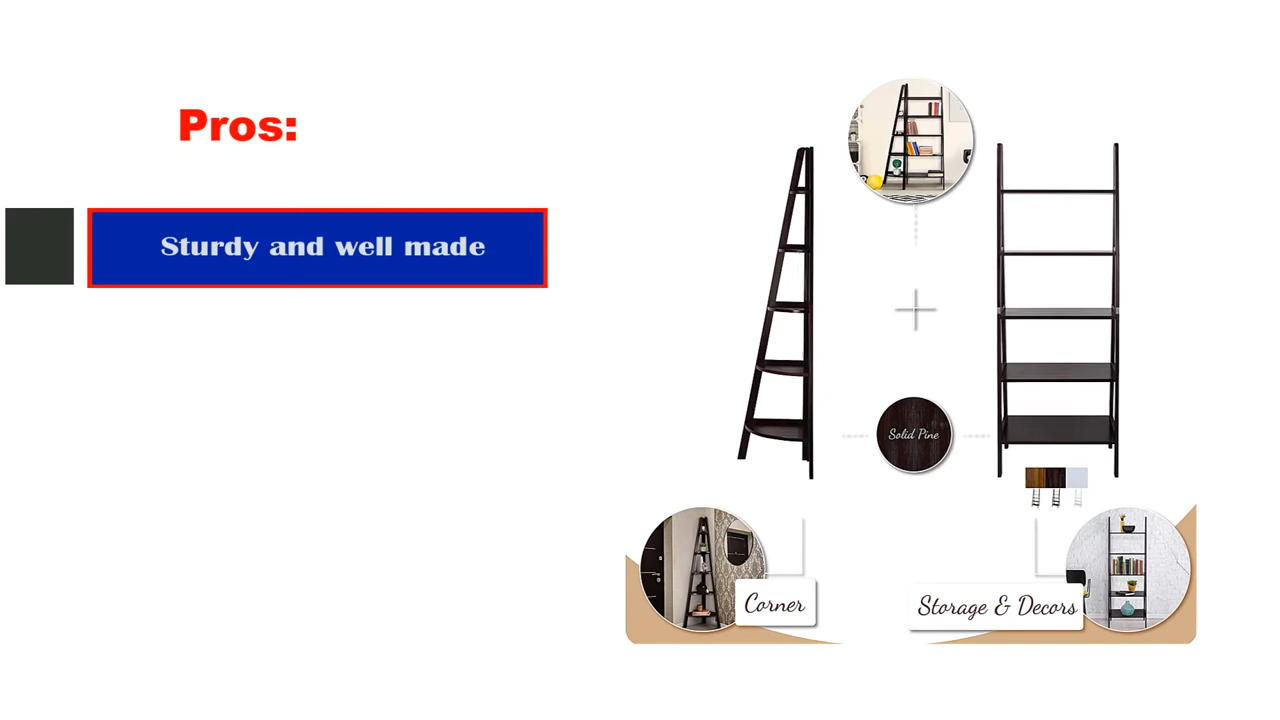 Pros:
Sturdy and well made
Solid Pine
Corner
Storage & Decors